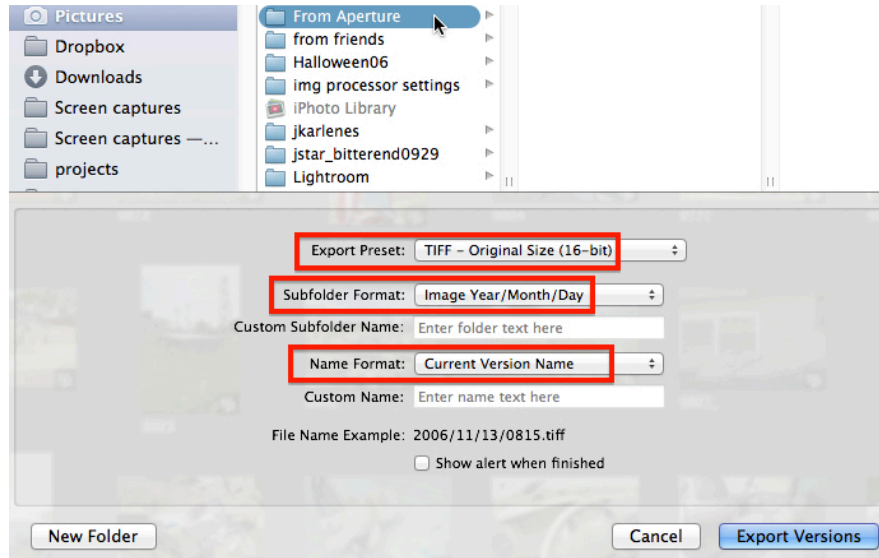 Pictures
Dropbox
Downloads
Screen captures
Screen captures —...
projects
From Aperture
from friends
Halloween06
img processor settings
iPhoto Library
jkarlenes
jstar_bitterend0929
Lightroom
Export Preset: TIFF – Original Size (16-bit)
Subfolder Format: Image Year/Month/Day
Custom Subfolder Name: Enter folder text here
Name Format: Current Version Name
Custom Name: Enter name text here
File Name Example: 2006/11/13/0815.tiff
Show alert when finished
New Folder Cancel Export Versions